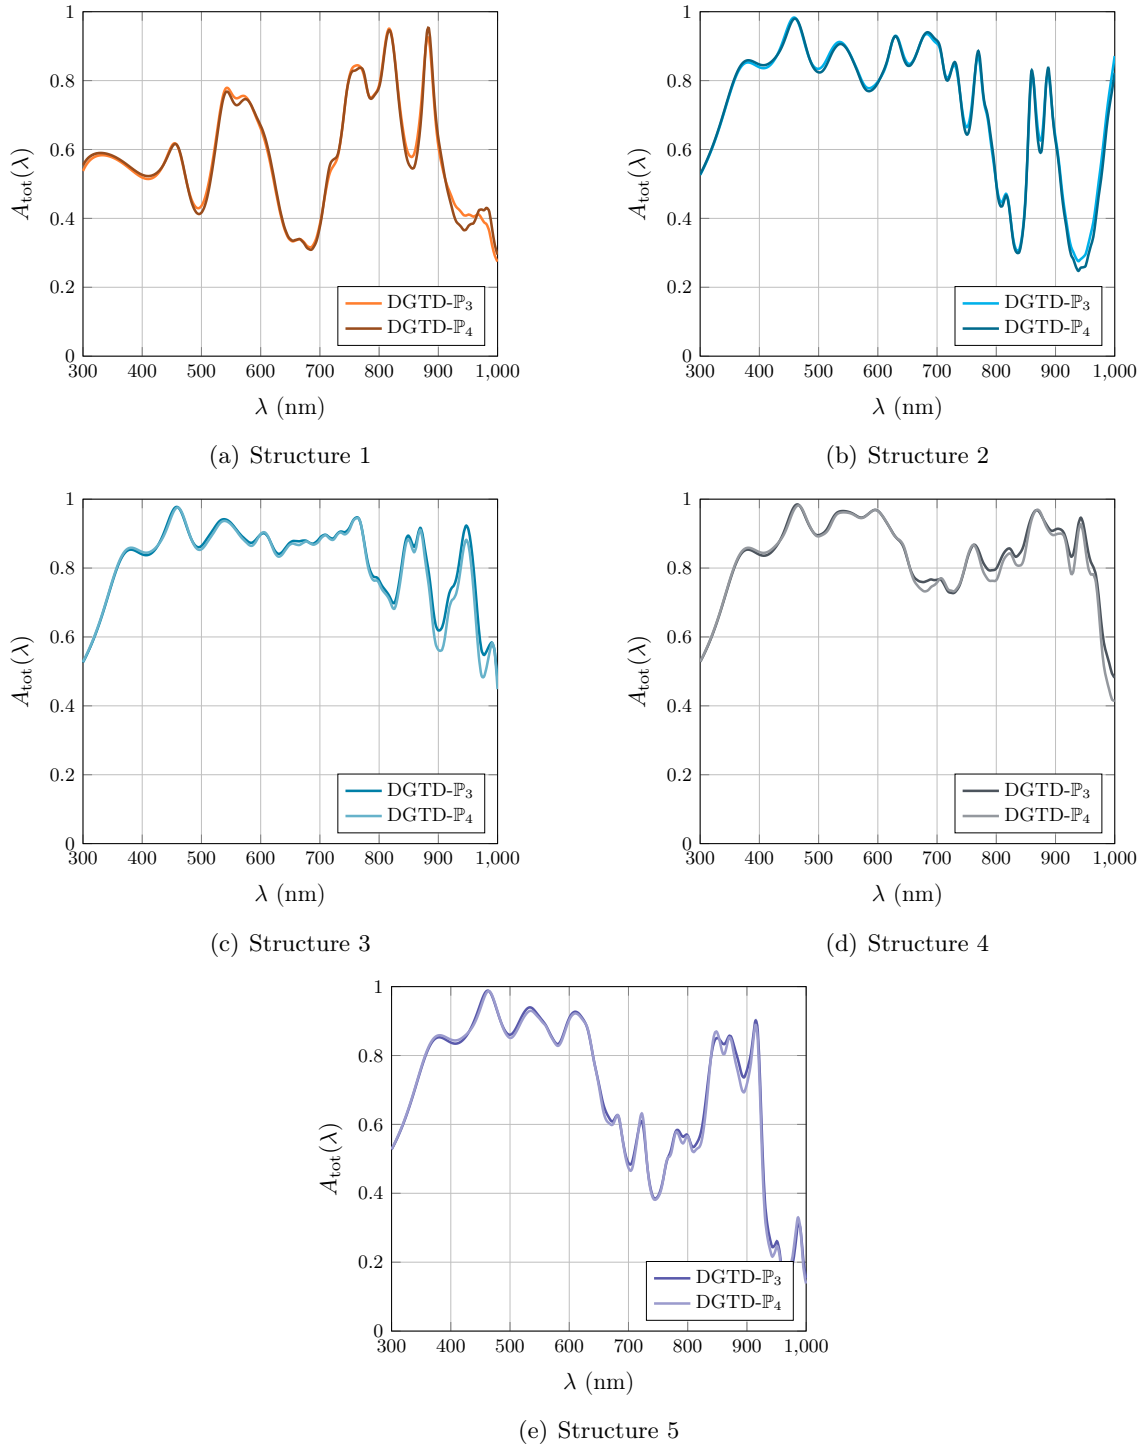 1
0.8
0.6
0.4
0.2
0
A_tot(λ)
300 400 500 600 700 800 900 1,000
λ (nm)
DGTD-ℙ₃
DGTD-ℙ₄
(a) Structure 1
1
0.8
0.6
0.4
0.2
0
A_tot(λ)
300 400 500 600 700 800 900 1,000
λ (nm)
DGTD-ℙ₃
DGTD-ℙ₄
(b) Structure 2
1
0.8
0.6
0.4
0.2
0
A_tot(λ)
300 400 500 600 700 800 900 1,000
λ (nm)
DGTD-ℙ₃
DGTD-ℙ₄
(c) Structure 3
1
0.8
0.6
0.4
0.2
0
A_tot(λ)
300 400 500 600 700 800 900 1,000
λ (nm)
DGTD-ℙ₃
DGTD-ℙ₄
(d) Structure 4
1
0.8
0.6
0.4
0.2
0
A_tot(λ)
300 400 500 600 700 800 900 1,000
λ (nm)
DGTD-ℙ₃
DGTD-ℙ₄
(e) Structure 5